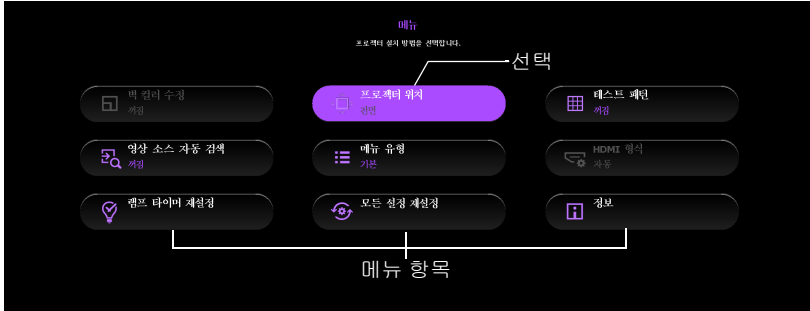 메뉴
프로젝터 설치 방법을 선택합니다.
선택
벽 컬러 수정
꺼짐
프로젝터 위치
전면
테스트 패턴
꺼짐
영상 소스 자동 검색
꺼짐
메뉴 유형
기본
HDMI 형식
자동
램프 타이머 재설정
모든 설정 재설정
정보
메뉴 항목